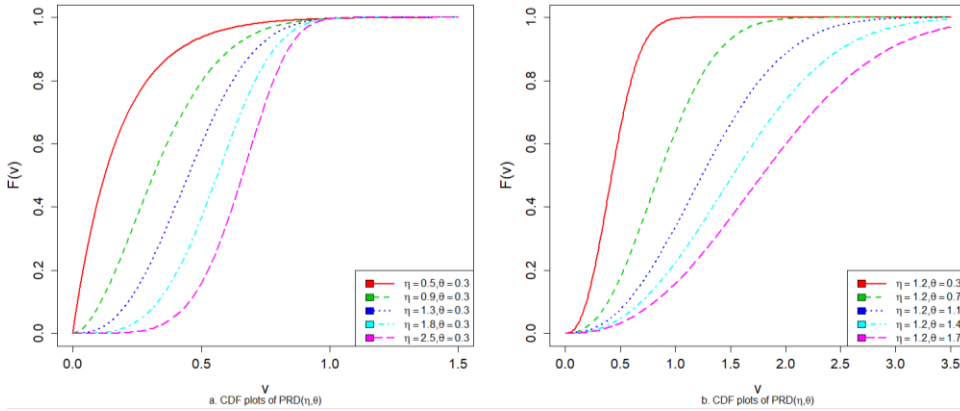 F(v)
1.0
0.8
0.6
0.4
0.2
0.0
0.0 0.5 1.0 1.5
η = 0.5,θ = 0.3
η = 0.9,θ = 0.3
η = 1.3,θ = 0.3
η = 1.8,θ = 0.3
η = 2.5,θ = 0.3
v
a. CDF plots of PRD(η,θ)
F(v)
1.0
0.8
0.6
0.4
0.2
0.0
0.0 0.5 1.0 1.5 2.0 2.5 3.0 3.5
η = 1.2,θ = 0.3
η = 1.2,θ = 0.7
η = 1.2,θ = 1.1
η = 1.2,θ = 1.4
η = 1.2,θ = 1.7
v
b. CDF plots of PRD(η,θ)